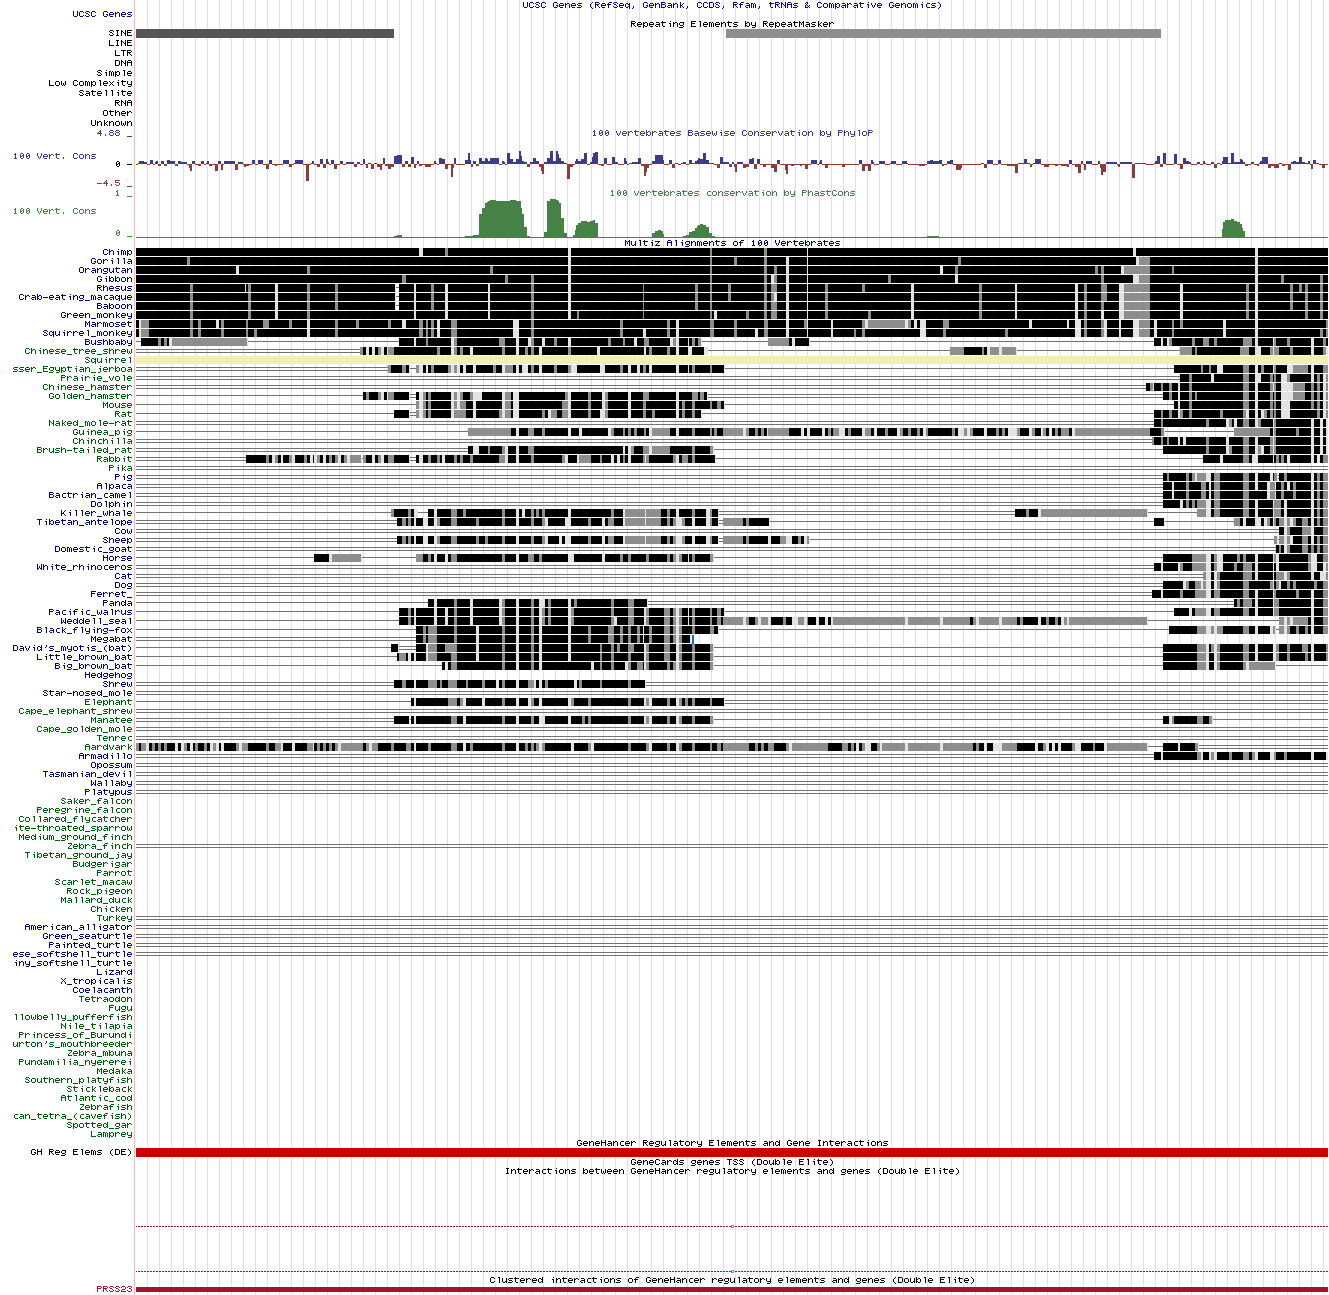 UCSC Genes (RefSeq, GenBank, CCDS, Rfam, tRNAs & Comparative Genomics)
UCSC Genes
Repeating Elements by RepeatMasker
SINE
LINE
LTR
DNA
Simple
Low Complexity
Satellite
RNA
Other
Unknown
4.88 _
100 vertebrates Basewise Conservation by PhyloP
100 Vert. Cons
0 _
-4.5 _
1 _
100 vertebrates conservation by PhastCons
100 Vert. Cons
0 _
Multiz Alignments of 100 Vertebrates
Chimp
Gorilla
Orangutan
Gibbon
Rhesus
Crab-eating_macaque
Baboon
Green_monkey
Marmoset
Squirrel_monkey
Bushbaby
Chinese_tree_shrew
Squirrel
sser_Egyptian_jerboa
Prairie_vole
Chinese_hamster
Golden_hamster
Mouse
Rat
Naked_mole-rat
Guinea_pig
Chinchilla
Brush-tailed_rat
Rabbit
Pika
Pig
Alpaca
Bactrian_camel
Dolphin
Killer_whale
Tibetan_antelope
Cow
Sheep
Domestic_goat
Horse
White_rhinoceros
Cat
Dog
Ferret_
Panda
Pacific_walrus
Weddell_seal
Black_flying-fox
Megabat
David's_myotis_(bat)
Little_brown_bat
Big_brown_bat
Hedgehog
Shrew
Star-nosed_mole
Elephant
Cape_elephant_shrew
Manatee
Cape_golden_mole
Tenrec
Aardvark
Armadillo
Opossum
Tasmanian_devil
Wallaby
Platypus
Saker_falcon
Peregrine_falcon
Collared_flycatcher
ite-throated_sparrow
Medium_ground_finch
Zebra_finch
Tibetan_ground_jay
Budgerigar
Parrot
Scarlet_macaw
Rock_pigeon
Mallard_duck
Chicken
Turkey
American_alligator
Green_seaturtle
Painted_turtle
ese_softshell_turtle
iny_softshell_turtle
Lizard
X_tropicalis
Coelacanth
Tetraodon
Fugu
llowbelly_pufferfish
Nile_tilapia
Princess_of_Burundi
urton's_mouthbreeder
Zebra_mbuna
Pundamilia_nyererei
Medaka
Southern_platyfish
Stickleback
Atlantic_cod
Zebrafish
can_tetra_(cavefish)
Spotted_gar
Lamprey
GeneHancer Regulatory Elements and Gene Interactions
GH Reg Elems (DE)
GeneCards genes TSS (Double Elite)
Interactions between GeneHancer regulatory elements and genes (Double Elite)
Clustered interactions of GeneHancer regulatory elements and genes (Double Elite)
PRSS23